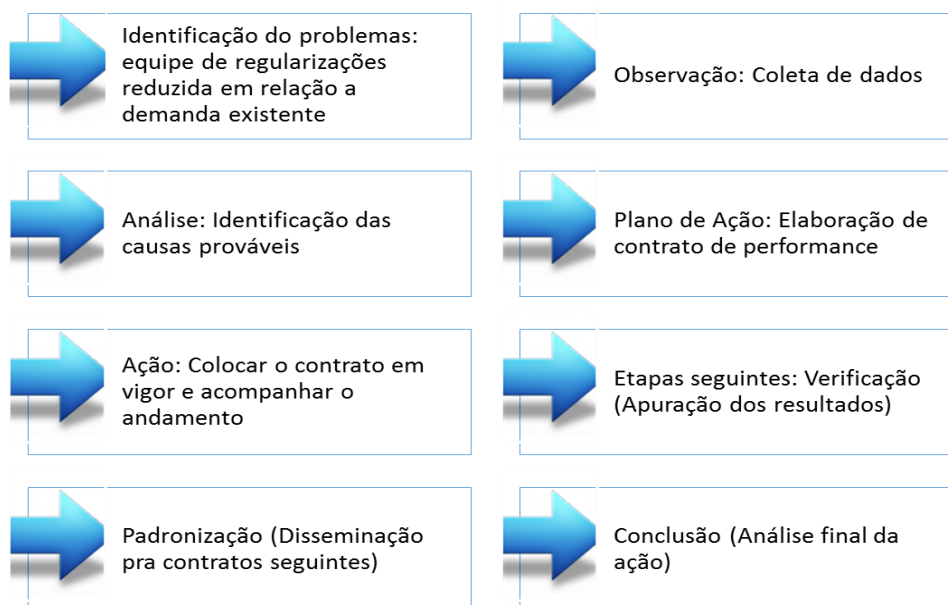 Identificação do problemas:
equipe de regularizações
reduzida em relação a
demanda existente
Observação: Coleta de dados
Análise: Identificação das
causas prováveis
Plano de Ação: Elaboração de
contrato de performance
Ação: Colocar o contrato em
vigor e acompanhar o
andamento
Etapas seguintes: Verificação
(Apuração dos resultados)
Padronização (Disseminação
pra contratos seguintes)
Conclusão (Análise final da
ação)